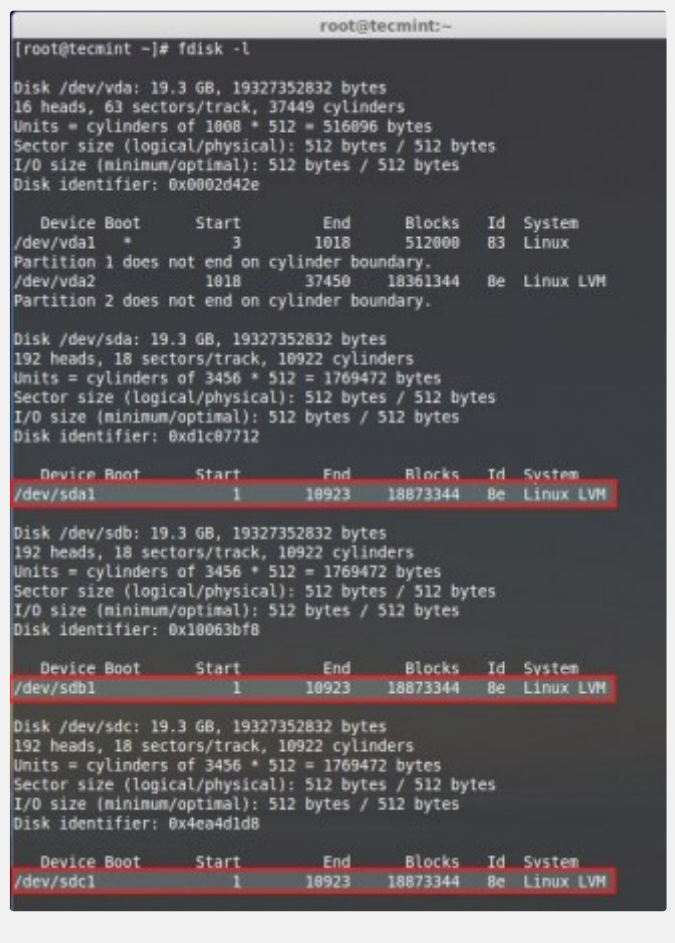 root@tecmint:~
[root@tecmint ~]# fdisk -l
Disk /dev/vda: 19.3 GB, 19327352832 bytes
16 heads, 63 sectors/track, 37449 cylinders
Units = cylinders of 1008 * 512 = 516096 bytes
Sector size (logical/physical): 512 bytes / 512 bytes
I/O size (minimum/optimal): 512 bytes / 512 bytes
Disk identifier: 0x0002d42e
Device Boot Start End Blocks Id System
/dev/vda1 * 3 1018 512000 83 Linux
Partition 1 does not end on cylinder boundary.
/dev/vda2 1018 37450 18361344 8e Linux LVM
Partition 2 does not end on cylinder boundary.
Disk /dev/sda: 19.3 GB, 19327352832 bytes
192 heads, 18 sectors/track, 10922 cylinders
Units = cylinders of 3456 * 512 = 1769472 bytes
Sector size (logical/physical): 512 bytes / 512 bytes
I/O size (minimum/optimal): 512 bytes / 512 bytes
Disk identifier: 0xd1c07712
Device Boot Start End Blocks Id System
/dev/sda1 1 10923 18873344 8e Linux LVM
Disk /dev/sdb: 19.3 GB, 19327352832 bytes
192 heads, 18 sectors/track, 10922 cylinders
Units = cylinders of 3456 * 512 = 1769472 bytes
Sector size (logical/physical): 512 bytes / 512 bytes
I/O size (minimum/optimal): 512 bytes / 512 bytes
Disk identifier: 0x10063bf8
Device Boot Start End Blocks Id System
/dev/sdb1 1 10923 18873344 8e Linux LVM
Disk /dev/sdc: 19.3 GB, 19327352832 bytes
192 heads, 18 sectors/track, 10922 cylinders
Units = cylinders of 3456 * 512 = 1769472 bytes
Sector size (logical/physical): 512 bytes / 512 bytes
I/O size (minimum/optimal): 512 bytes / 512 bytes
Disk identifier: 0x4ea4d1d8
Device Boot Start End Blocks Id System
/dev/sdc1 1 10923 18873344 8e Linux LVM